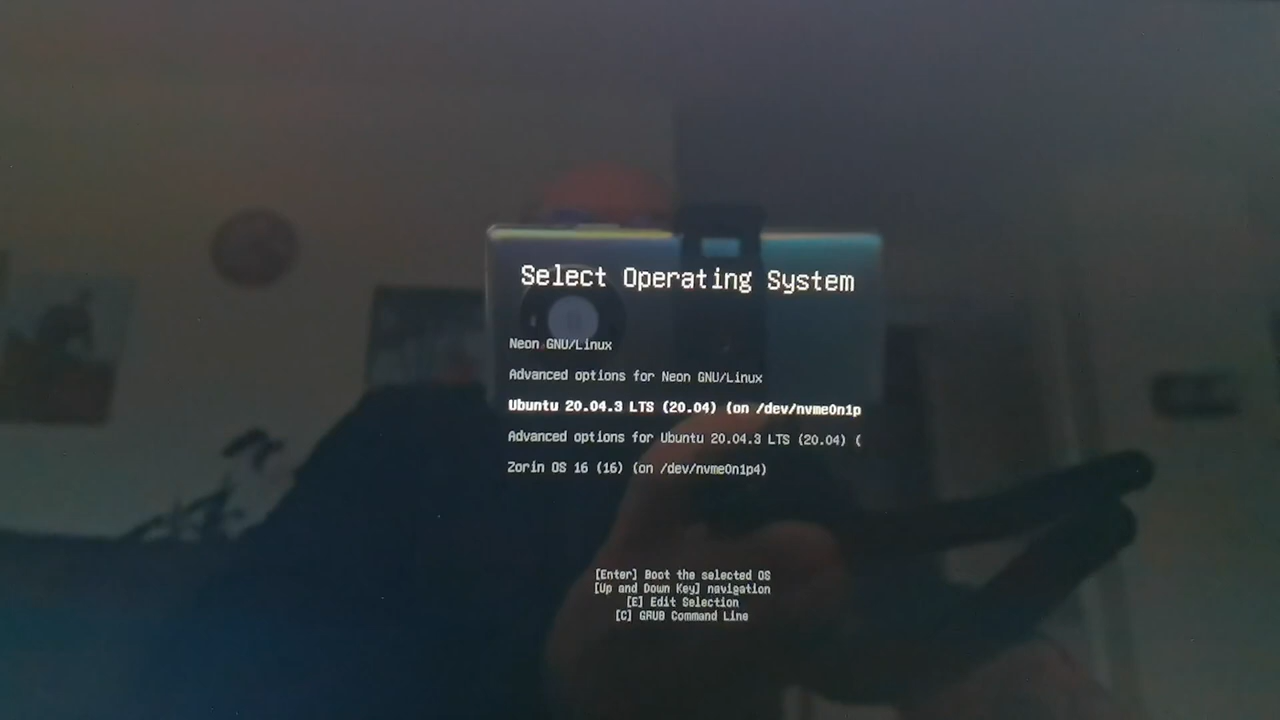 Select Operating System
Neon GNU/Linux
Advanced options for Neon GNU/Linux
Ubuntu 20.04.3 LTS (20.04) (on /dev/nvme0n1p
Advanced options for Ubuntu 20.04.3 LTS (20.04) (
Zorin OS 16 (16) (on /dev/nvme0n1p4)
[Enter] Boot the selected OS
[Up and Down Key] navigation
[E] Edit Selection
[C] GRUB Command Line